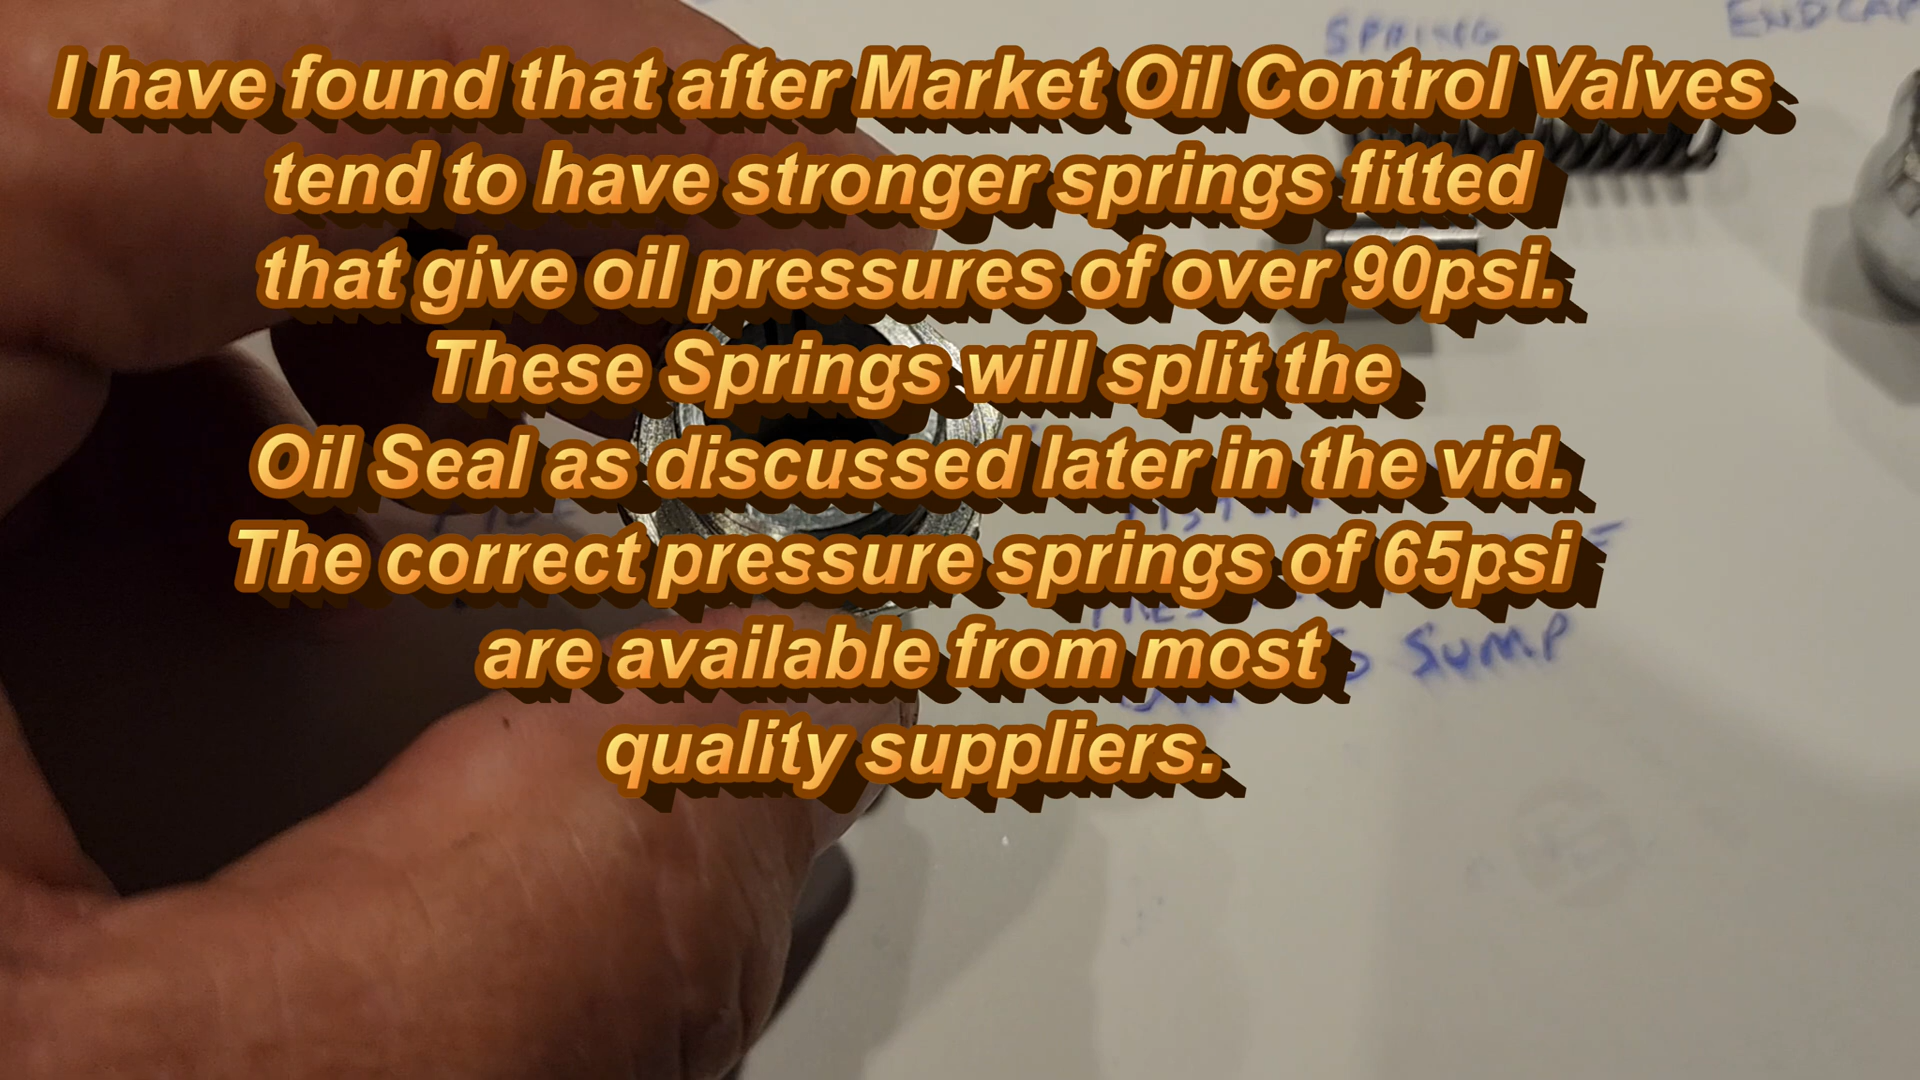 SPRING
ENDCAP
I have found that after Market Oil Control Valves
tend to have stronger springs fitted
that give oil pressures of over 90psi.
These Springs will split the
Oil Seal as discussed later in the vid.
The correct pressure springs of 65psi
are available from most
quality suppliers.
SUMP